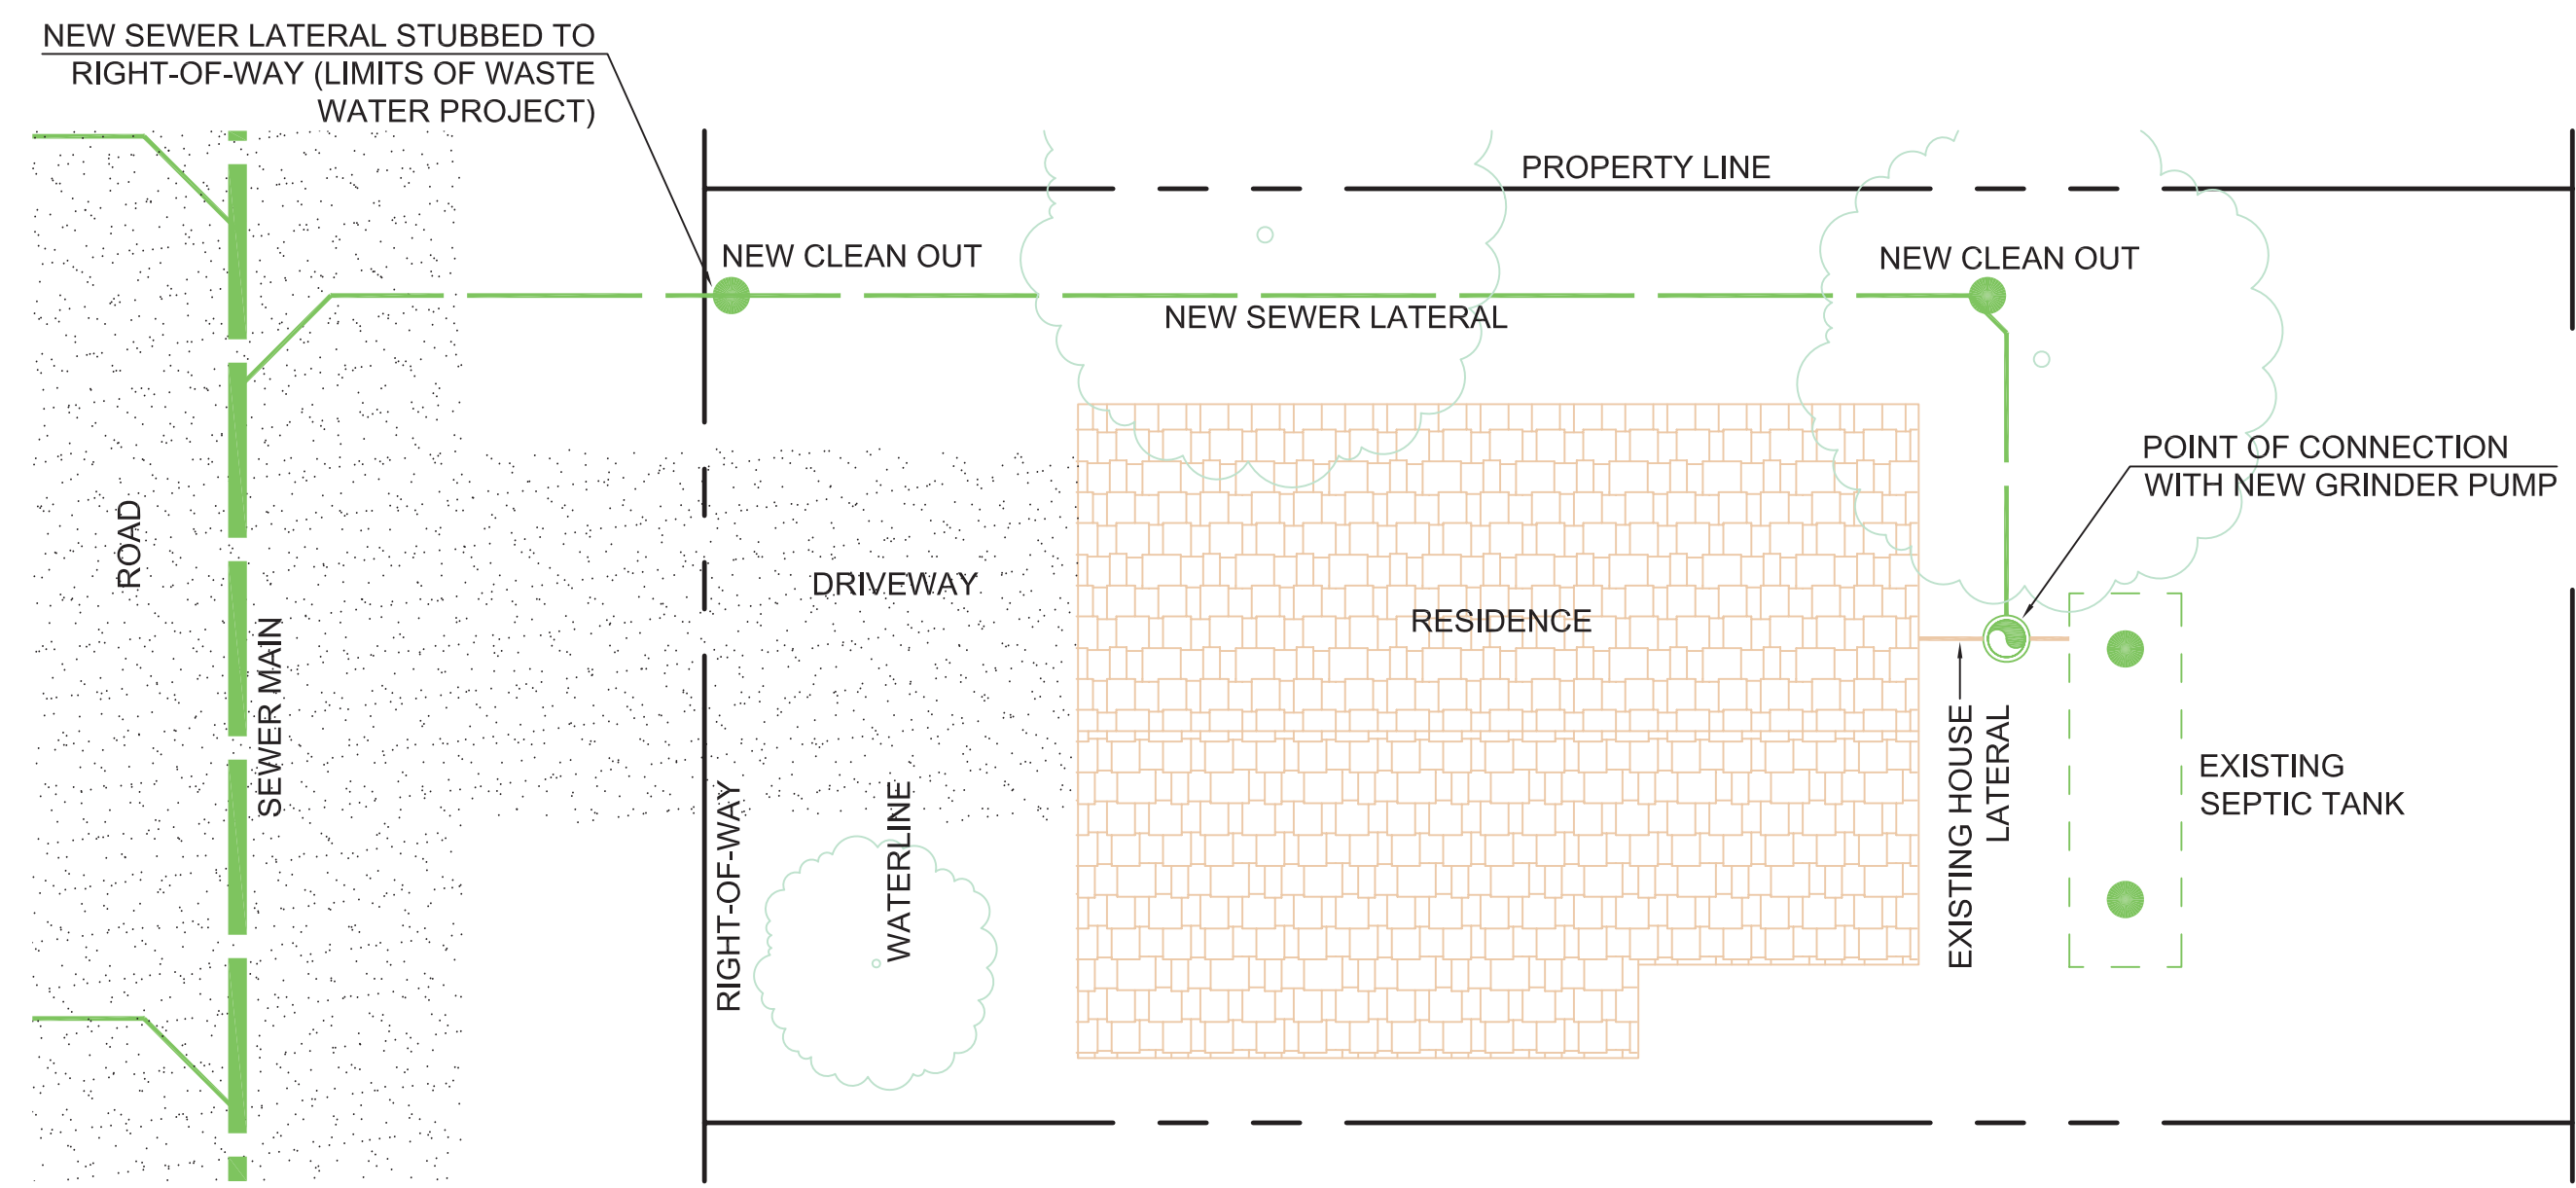 NEW SEWER LATERAL STUBBED TO
RIGHT-OF-WAY (LIMITS OF WASTE
WATER PROJECT)
PROPERTY LINE
NEW CLEAN OUT
NEW CLEAN OUT
NEW SEWER LATERAL
POINT OF CONNECTION
WITH NEW GRINDER PUMP
ROAD
SEWER MAIN
DRIVEWAY
RESIDENCE
RIGHT-OF-WAY
WATERLINE
EXISTING HOUSE
LATERAL
EXISTING
SEPTIC TANK